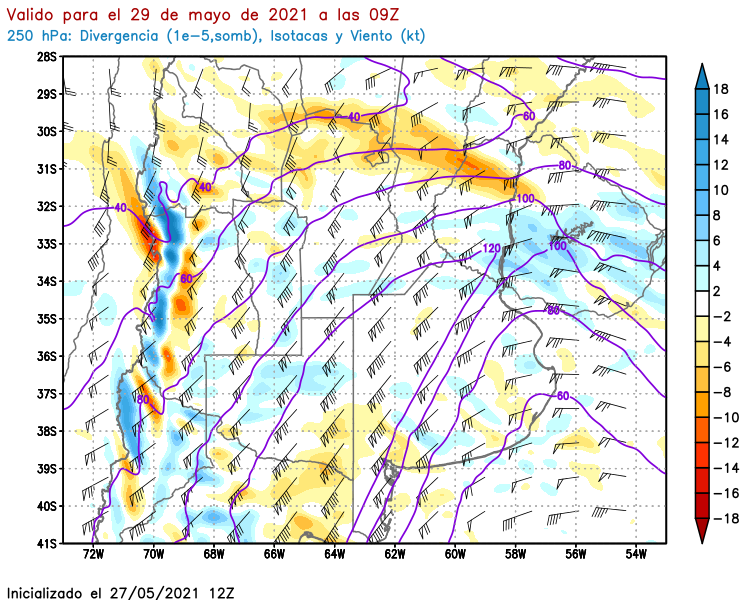 Valido para el 29 de mayo de 2021 a las 09Z
250 hPa: Divergencia (1e-5,somb), Isotacas y Viento (kt)
28S
29S
30S
31S
32S
33S
34S
35S
36S
37S
38S
39S
40S
41S
72W 70W 68W 66W 64W 62W 60W 58W 56W 54W
40
60
80
40
40
100
120
100
60
80
80
60
18
16
14
12
10
8
6
4
2
-2
-4
-6
-8
-10
-12
-14
-16
-18
Inicializado el 27/05/2021 12Z